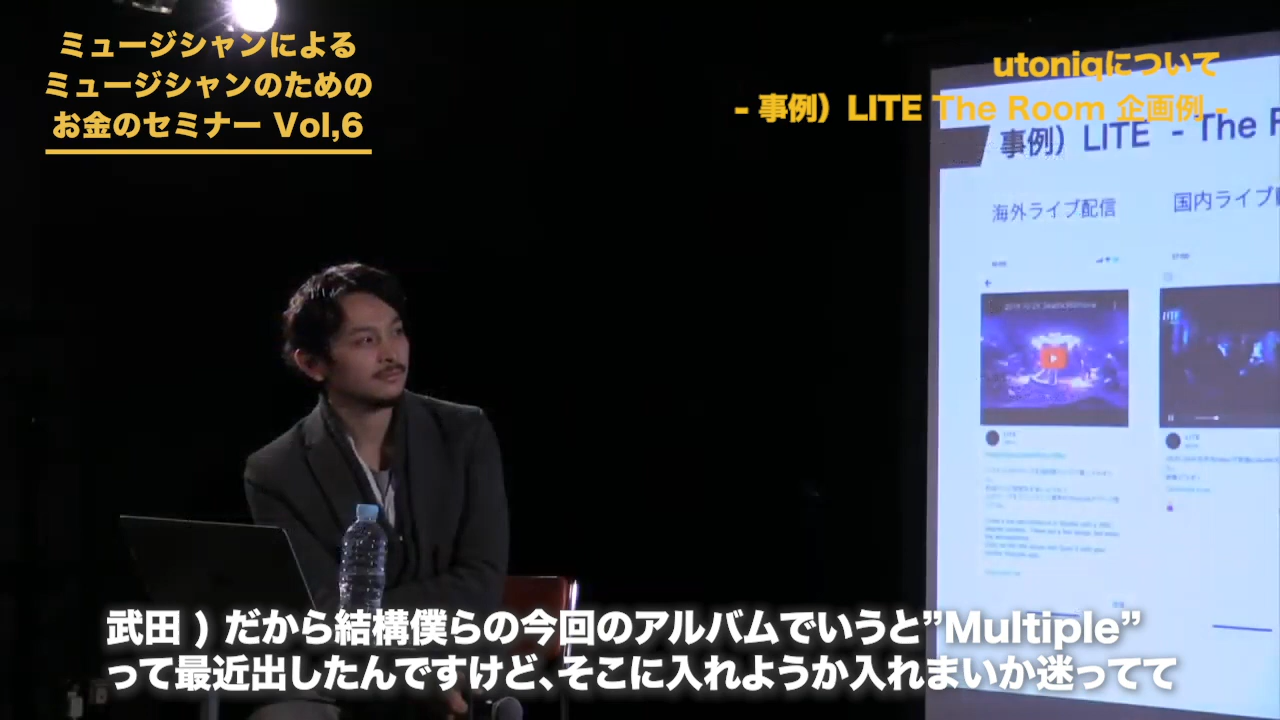 ミュージシャンによる
ミュージシャンのための
お金のセミナー Vol,6
utoniqについて
- 事例）LITE The Room 企画例 -
事例）LITE - The
海外ライブ配信
国内ライブ
武田 ) だから結構僕らの今回のアルバムでいうと”Multiple”
って最近出したんですけど、そこに入れようか入れまいか迷ってて